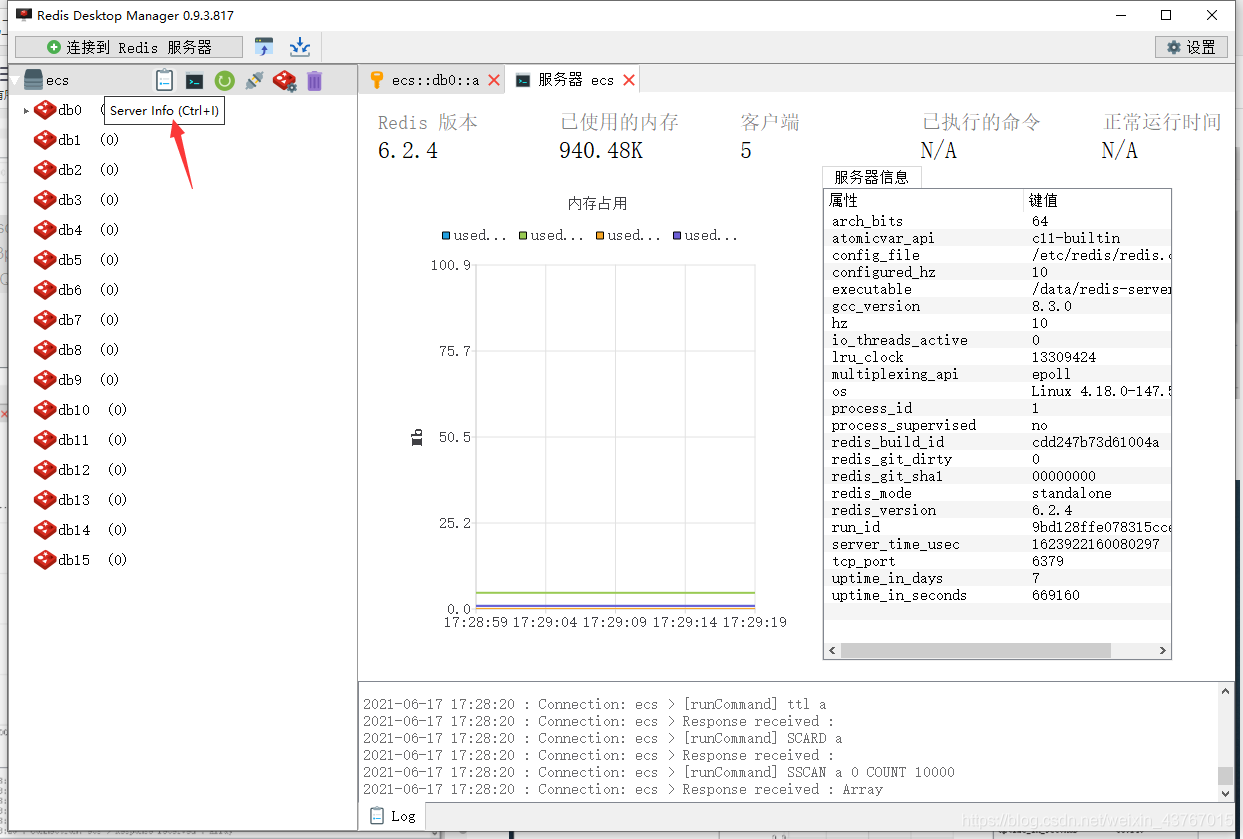 Redis Desktop Manager 0.9.3.817
连接到 Redis 服务器
设置
ecs
Server Info (Ctrl+I)
db0
db1 (0)
db2 (0)
db3 (0)
db4 (0)
db5 (0)
db6 (0)
db7 (0)
db8 (0)
db9 (0)
db10 (0)
db11 (0)
db12 (0)
db13 (0)
db14 (0)
db15 (0)
ecs::db0::a
服务器 ecs
Redis 版本 已使用的内存 客户端 已执行的命令 正常运行时间
6.2.4 940.48K 5 N/A N/A
内存占用
used... used... used... used...
100.9
75.7
Mb
50.5
25.2
0.0
17:28:59 17:29:04 17:29:09 17:29:14 17:29:19
服务器信息
属性 键值
arch_bits 64
atomicvar_api c11-builtin
config_file /etc/redis/redis.
configured_hz 10
executable /data/redis-server
gcc_version 8.3.0
hz 10
io_threads_active 0
lru_clock 13309424
multiplexing_api epoll
os Linux 4.18.0-147.5
process_id 1
process_supervised no
redis_build_id cdd247b73d61004a
redis_git_dirty 0
redis_git_sha1 00000000
redis_mode standalone
redis_version 6.2.4
run_id 9bd128ffe078315cce
server_time_usec 1623922160080297
tcp_port 6379
uptime_in_days 7
uptime_in_seconds 669160
2021-06-17 17:28:20 : Connection: ecs > [runCommand] ttl a
2021-06-17 17:28:20 : Connection: ecs > Response received :
2021-06-17 17:28:20 : Connection: ecs > [runCommand] SCARD a
2021-06-17 17:28:20 : Connection: ecs > Response received :
2021-06-17 17:28:20 : Connection: ecs > [runCommand] SSCAN a 0 COUNT 10000
2021-06-17 17:28:20 : Connection: ecs > Response received : Array
Log
https://blog.csdn.net/weixin_43767015